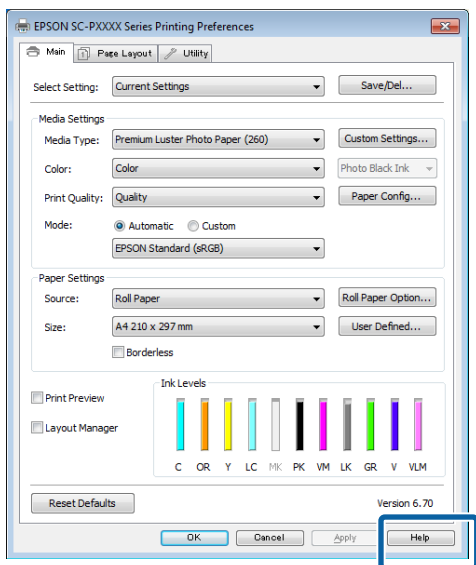 EPSON SC-PXXXX Series Printing Preferences
Main Page Layout Utility
Select Setting: Current Settings Save/Del...
Media Settings
Media Type: Premium Luster Photo Paper (260) Custom Settings...
Color: Color Photo Black Ink
Print Quality: Quality Paper Config...
Mode: Automatic Custom
EPSON Standard (sRGB)
Paper Settings
Source: Roll Paper Roll Paper Option...
Size: A4 210 x 297 mm User Defined...
Borderless
Print Preview
Layout Manager
Ink Levels
C OR Y LC MK PK VM LK GR V VLM
Reset Defaults Version 6.70
OK Cancel Apply Help